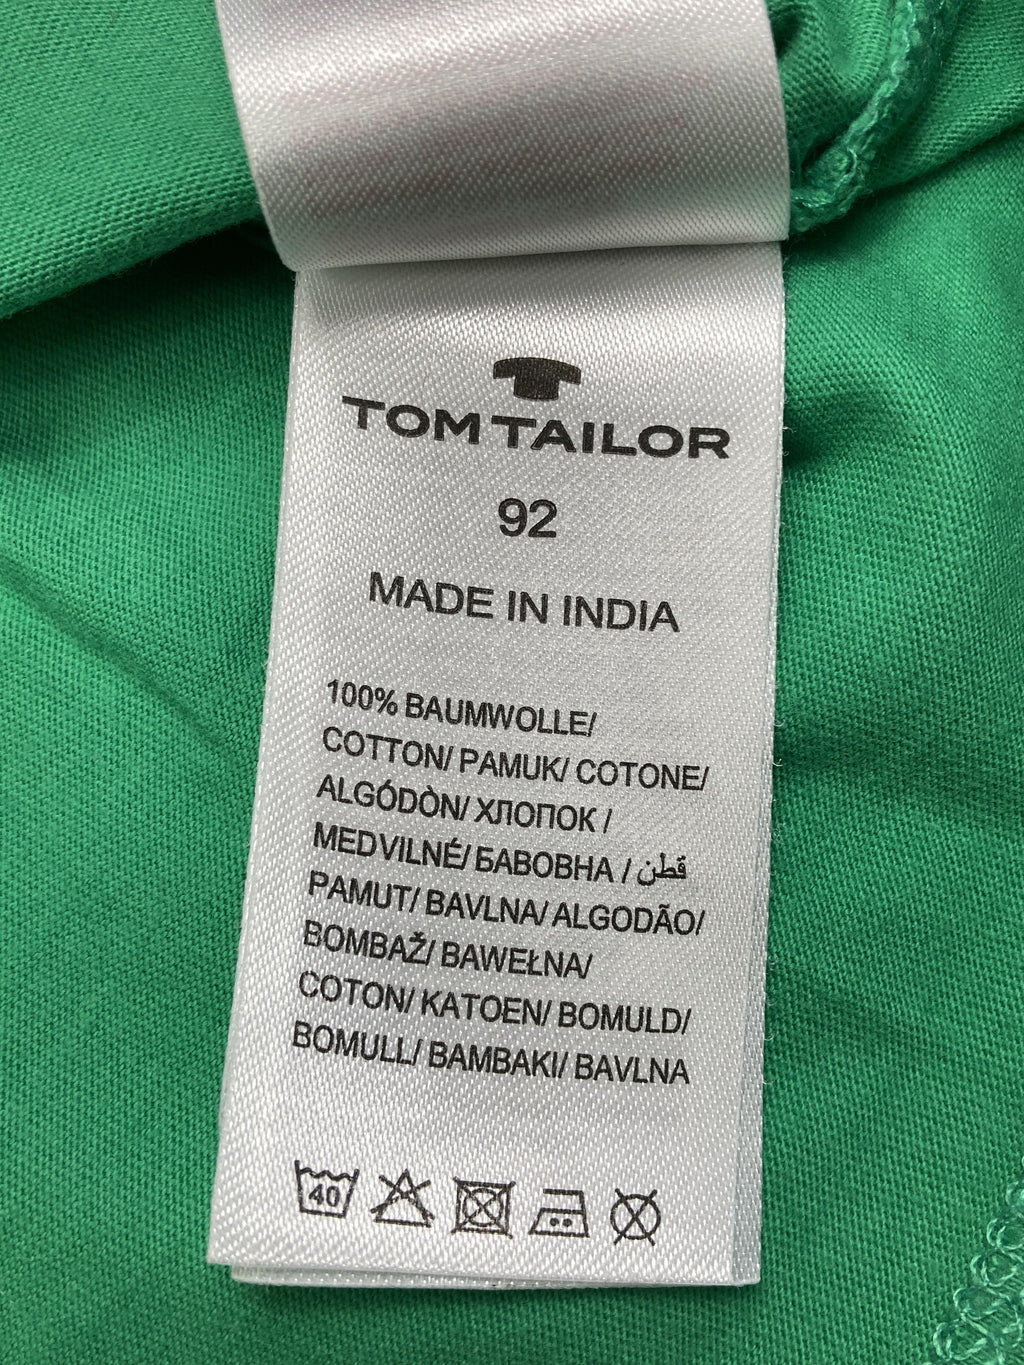 TOM TAILOR
92
MADE IN INDIA
100% BAUMWOLLE/
COTTON/ PAMUK/ COTONE/
ALGÓDÒN/ ХЛОПОК /
MEDVILNÉ/ БАВОВНА / قطن
PAMUT/ BAVLNA/ ALGODÃO/
BOMBAŽ/ BAWEŁNA/
COTON/ KATOEN/ BOMULD/
BOMULL/ BAMBAKI/ BAVLNA
40